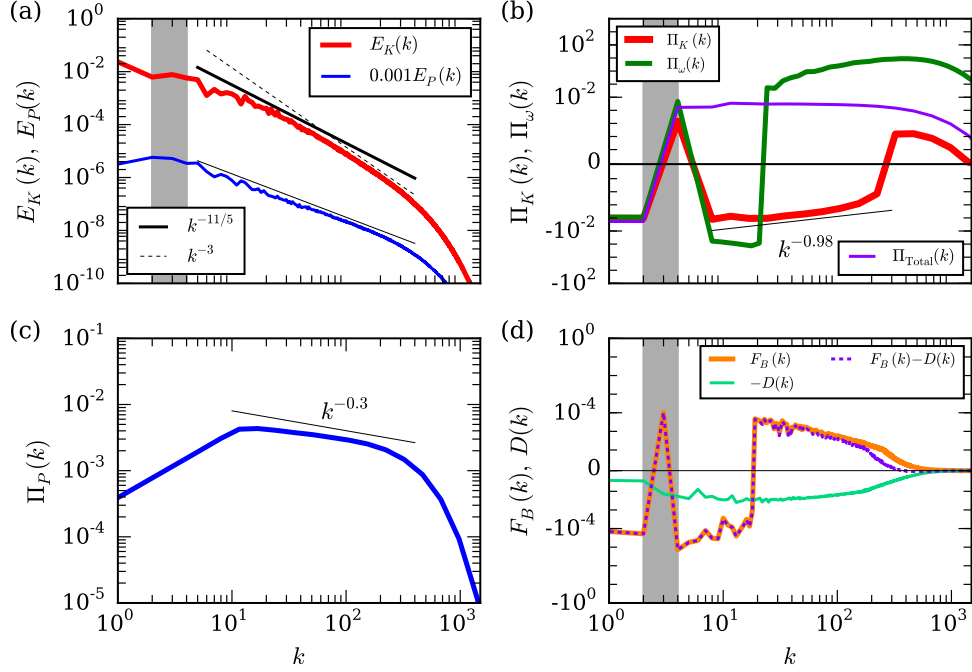 (a)
10^0
10^{-2}
10^{-4}
10^{-6}
10^{-8}
10^{-10}
E_K(k), E_P(k)
E_K(k)
0.001E_P(k)
k^{-11/5}
k^{-3}
(b)
10^2
10^{-2}
0
-10^{-2}
-10^2
Π_K(k), Π_ω(k)
Π_K(k)
Π_ω(k)
k^{-0.98}
Π_Total(k)
(c)
10^{-1}
10^{-2}
10^{-3}
10^{-4}
10^{-5}
Π_P(k)
k^{-0.3}
10^0
10^1
10^2
10^3
k
(d)
10^0
10^{-4}
0
-10^{-4}
-10^0
F_B(k), D(k)
F_B(k)
-D(k)
F_B(k)-D(k)
10^0
10^1
10^2
10^3
k